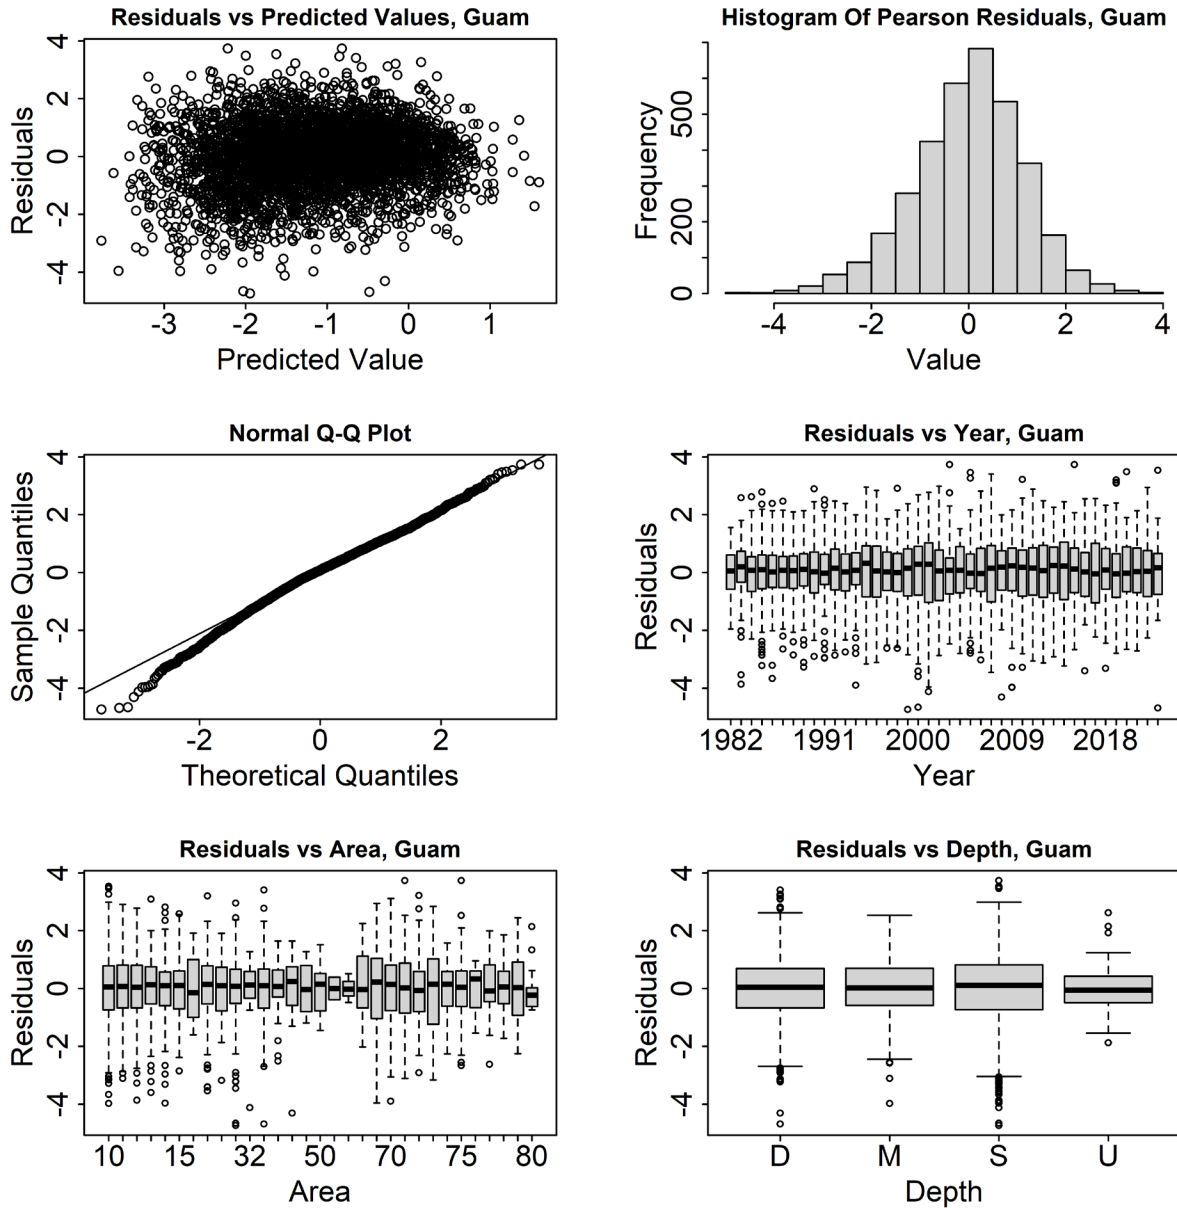 Residuals vs Predicted Values, Guam
Residuals
4
2
0
-2
-4
-3 -2 -1 0 1
Predicted Value
Histogram Of Pearson Residuals, Guam
Frequency
500
200
0
-4 -2 0 2 4
Value
Normal Q-Q Plot
Sample Quantiles
4
2
0
-2
-4
-2 0 2
Theoretical Quantiles
Residuals vs Year, Guam
Residuals
4
2
0
-2
-4
1982 1991 2000 2009 2018
Year
Residuals vs Area, Guam
Residuals
4
2
0
-2
-4
10 15 32 50 70 75 80
Area
Residuals vs Depth, Guam
Residuals
4
2
0
-2
-4
D M S U
Depth